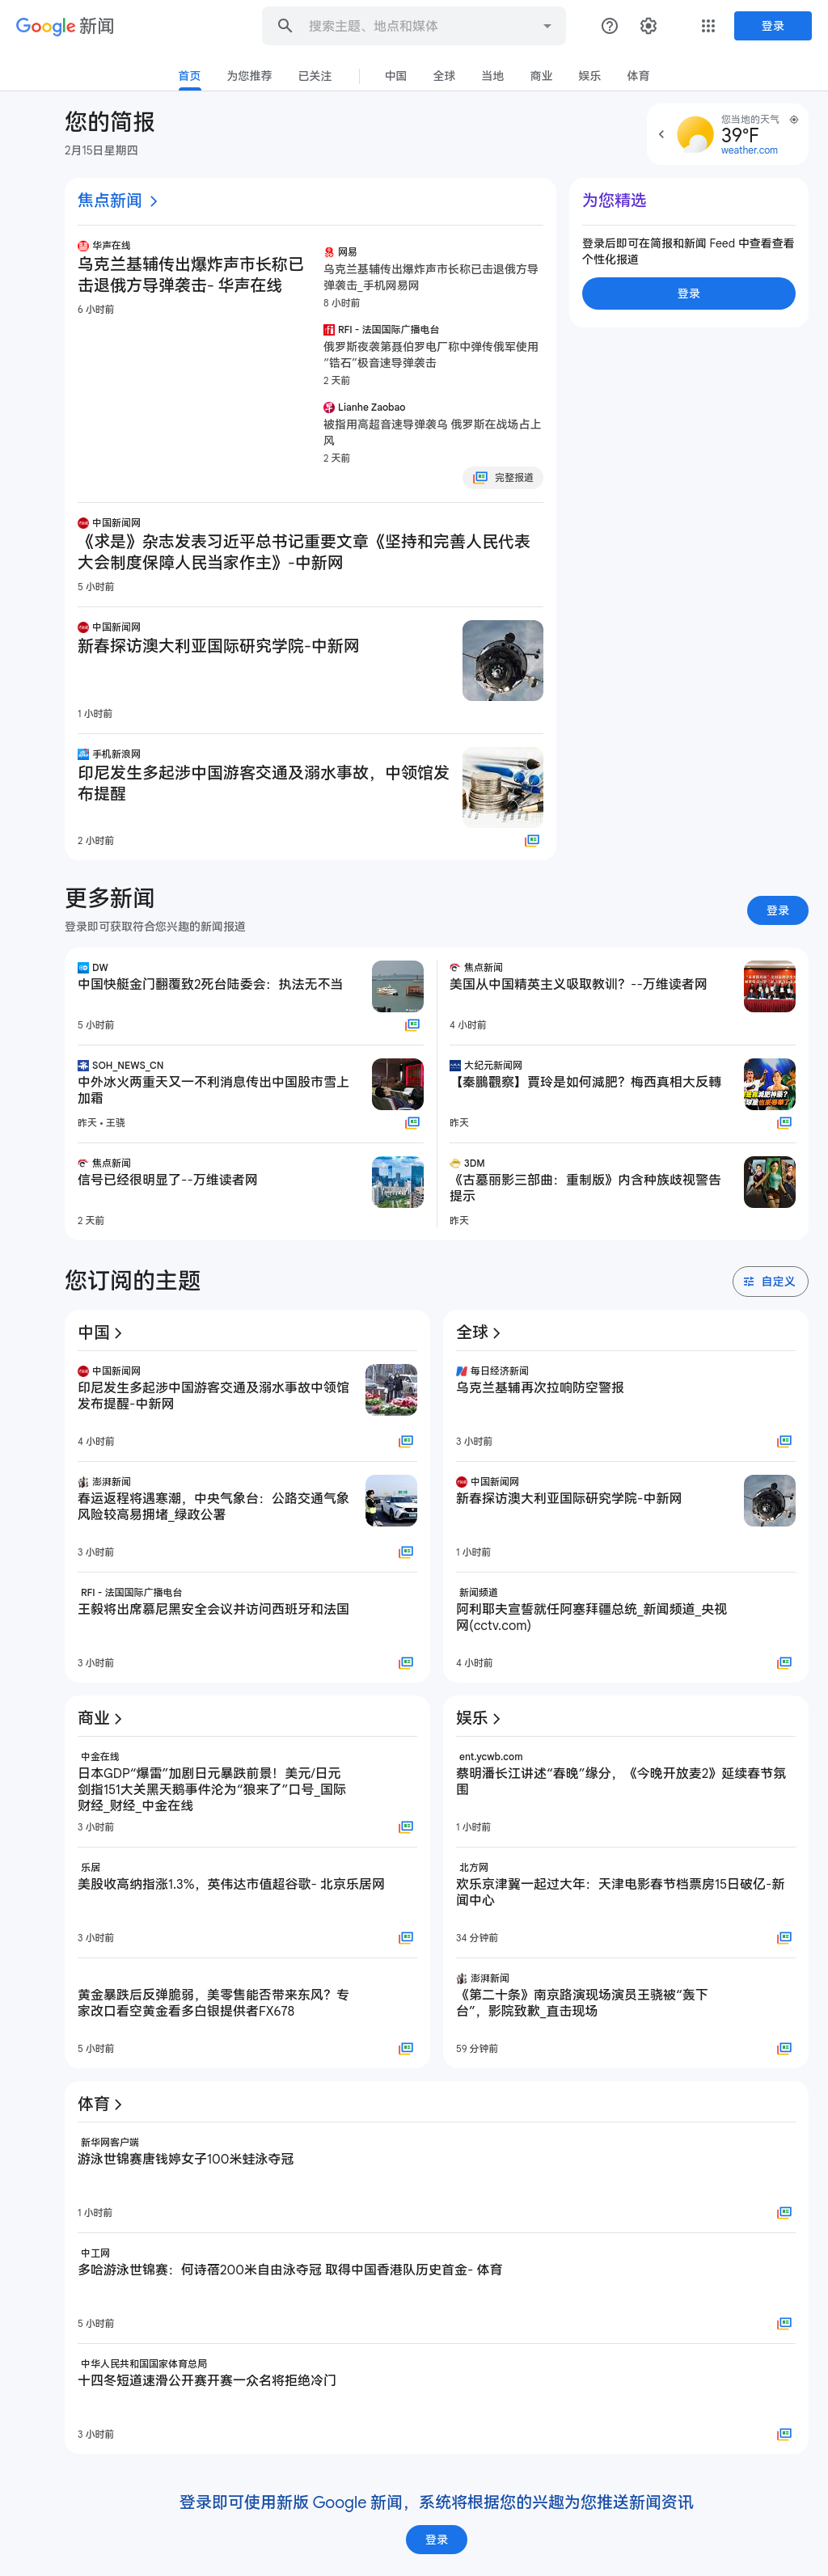 Google 新闻
搜索主题、地点和媒体
登录
首页
为您推荐
已关注
中国
全球
当地
商业
娱乐
体育
您的简报
2月15日星期四
您当地的天气
39°F
weather.com
焦点新闻
华声在线
乌克兰基辅传出爆炸声市长称已
击退俄方导弹袭击- 华声在线
6 小时前
网易
乌克兰基辅传出爆炸声市长称已击退俄方导
弹袭击_手机网易网
8 小时前
RFI - 法国国际广播电台
俄罗斯夜袭第聂伯罗电厂称中弹传俄军使用
“锆石”极音速导弹袭击
2 天前
Lianhe Zaobao
被指用高超音速导弹袭乌 俄罗斯在战场占上
风
2 天前
完整报道
中国新闻网
《求是》杂志发表习近平总书记重要文章《坚持和完善人民代表
大会制度保障人民当家作主》-中新网
5 小时前
中国新闻网
新春探访澳大利亚国际研究学院-中新网
1 小时前
手机新浪网
印尼发生多起涉中国游客交通及溺水事故，中领馆发
布提醒
2 小时前
为您精选
登录后即可在简报和新闻 Feed 中查看查看
个性化报道
登录
更多新闻
登录即可获取符合您兴趣的新闻报道
登录
DW
中国快艇金门翻覆致2死台陆委会：执法无不当
5 小时前
焦点新闻
美国从中国精英主义吸取教训？--万维读者网
4 小时前
SOH_NEWS_CN
中外冰火两重天又一不利消息传出中国股市雪上
加霜
昨天 • 王骁
大纪元新闻网
【秦鵬觀察】賈玲是如何減肥？梅西真相大反轉
昨天
焦点新闻
信号已经很明显了--万维读者网
2 天前
3DM
《古墓丽影三部曲：重制版》内含种族歧视警告
提示
昨天
您订阅的主题
自定义
中国
中国新闻网
印尼发生多起涉中国游客交通及溺水事故中领馆
发布提醒-中新网
4 小时前
澎湃新闻
春运返程将遇寒潮，中央气象台：公路交通气象
风险较高易拥堵_绿政公署
3 小时前
RFI - 法国国际广播电台
王毅将出席慕尼黑安全会议并访问西班牙和法国
3 小时前
全球
每日经济新闻
乌克兰基辅再次拉响防空警报
3 小时前
中国新闻网
新春探访澳大利亚国际研究学院-中新网
1 小时前
新闻频道
阿利耶夫宣誓就任阿塞拜疆总统_新闻频道_央视
网(cctv.com)
4 小时前
商业
中金在线
日本GDP“爆雷”加剧日元暴跌前景！美元/日元
剑指151大关黑天鹅事件沦为“狼来了”口号_国际
财经_财经_中金在线
3 小时前
乐居
美股收高纳指涨1.3%，英伟达市值超谷歌- 北京乐居网
3 小时前
黄金暴跌后反弹脆弱，美零售能否带来东风？专
家改口看空黄金看多白银提供者FX678
5 小时前
娱乐
ent.ycwb.com
蔡明潘长江讲述“春晚”缘分，《今晚开放麦2》延续春节氛
围
1 小时前
北方网
欢乐京津冀一起过大年：天津电影春节档票房15日破亿-新
闻中心
34 分钟前
澎湃新闻
《第二十条》南京路演现场演员王骁被“轰下
台”，影院致歉_直击现场
59 分钟前
体育
新华网客户端
游泳世锦赛唐钱婷女子100米蛙泳夺冠
1 小时前
中工网
多哈游泳世锦赛：何诗蓓200米自由泳夺冠 取得中国香港队历史首金- 体育
5 小时前
中华人民共和国国家体育总局
十四冬短道速滑公开赛开赛一众名将拒绝冷门
3 小时前
登录即可使用新版 Google 新闻，系统将根据您的兴趣为您推送新闻资讯
登录